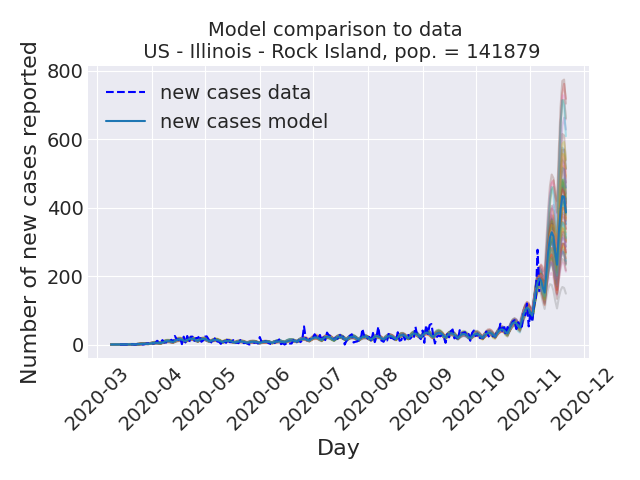 Model comparison to data
US - Illinois - Rock Island, pop. = 141879
Number of new cases reported
800
600
400
200
0
new cases data
new cases model
2020-03
2020-04
2020-05
2020-06
2020-07
2020-08
2020-09
2020-10
2020-11
2020-12
Day